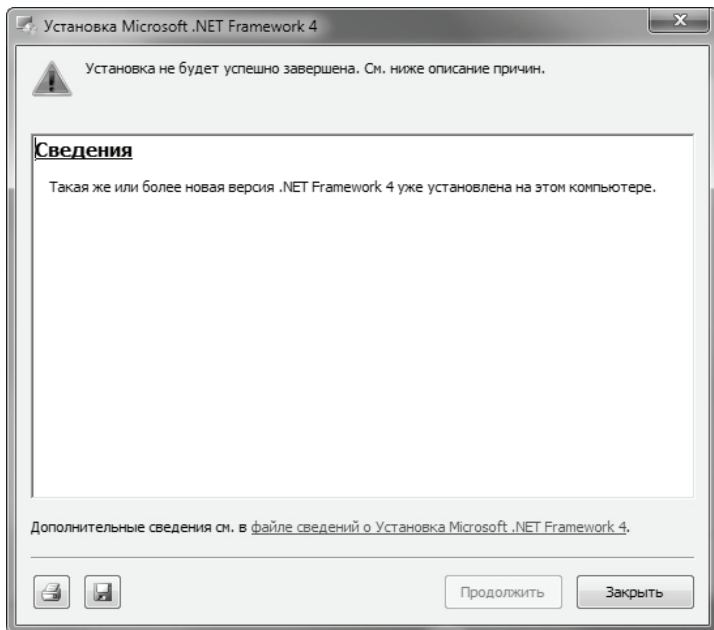 Установка Microsoft .NET Framework 4
x
Установка не будет успешно завершена. См. ниже описание причин.
Сведения
Такая же или более новая версия .NET Framework 4 уже установлена на этом компьютере.
Дополнительные сведения см. в файле сведений о Установка Microsoft .NET Framework 4.
Продолжить
Закрыть